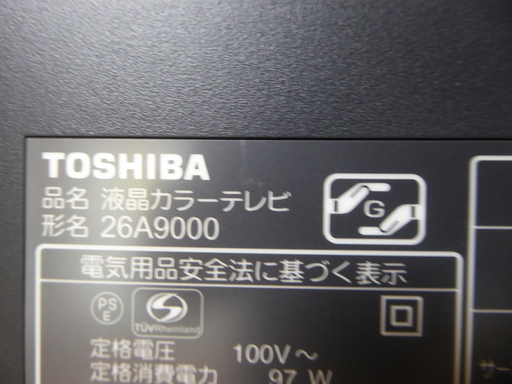 TOSHIBA
品名 液晶カラーテレビ
形名 26A9000
G
電気用品安全法に基づく表示
PS
E
TÜVRheinland
定格電圧 100V～
定格消費電力 97 W
サー